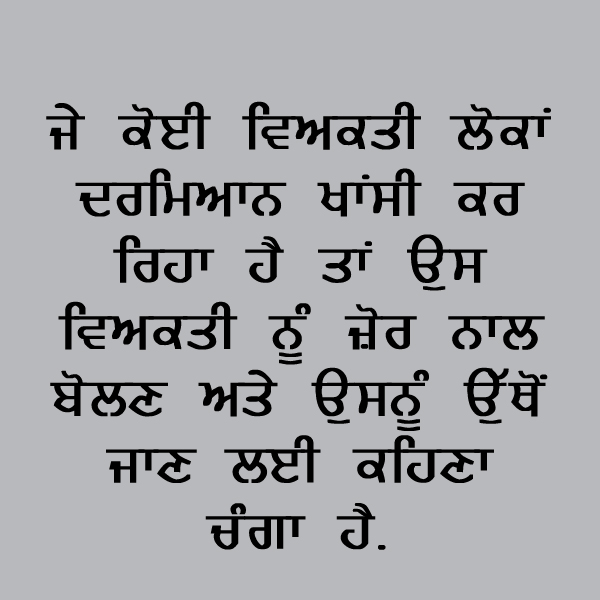 ਜੇ ਕੋਈ ਵਿਅਕਤੀ ਲੋਕਾਂ
ਦਰਮਿਆਨ ਖਾਂਸੀ ਕਰ
ਰਿਹਾ ਹੈ ਤਾਂ ਉਸ
ਵਿਅਕਤੀ ਨੂੰ ਜ਼ੋਰ ਨਾਲ
ਬੋਲਣ ਅਤੇ ਉਸਨੂੰ ਉੱਥੋਂ
ਜਾਣ ਲਈ ਕਹਿਣਾ
ਚੰਗਾ ਹੈ.